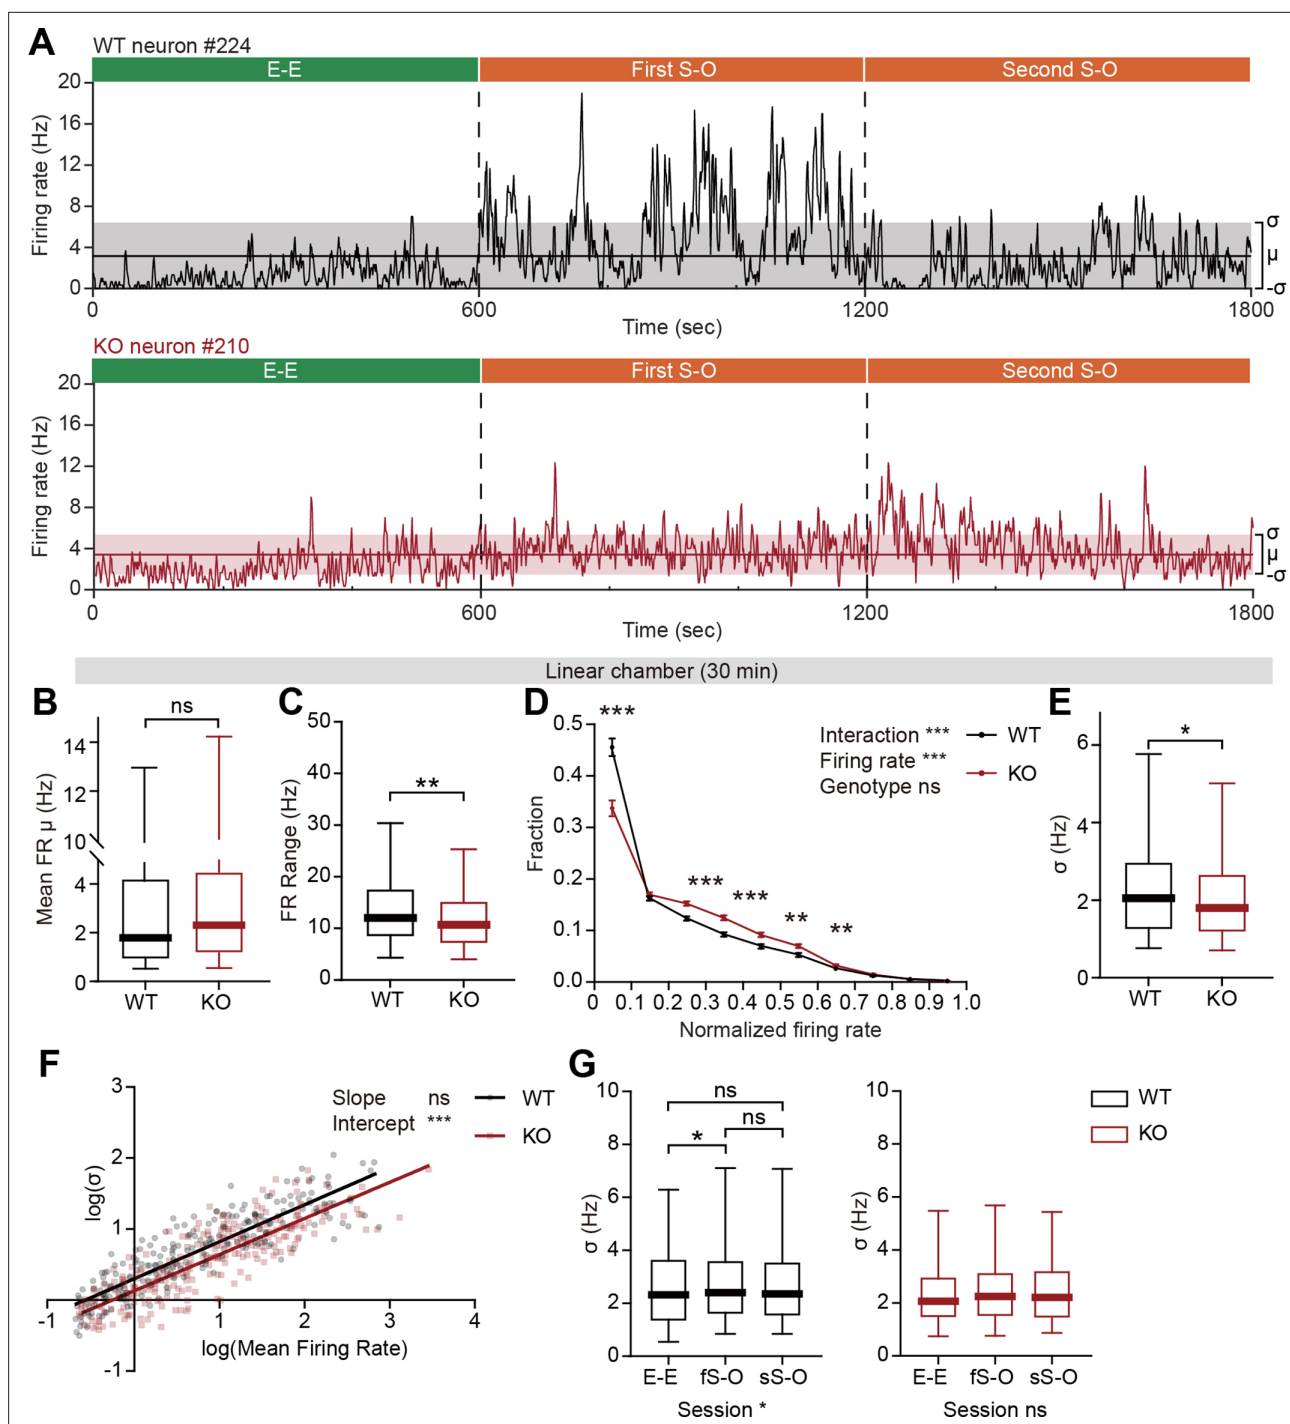 A
WT neuron #224
E-E First S-O Second S-O
20
16
12
8
4
0
Firing rate (Hz)
σ
μ
-σ
0 600 1200 1800
Time (sec)
KO neuron #210
E-E First S-O Second S-O
20
16
12
8
4
0
Firing rate (Hz)
σ
μ
-σ
0 600 1200 1800
Time (sec)
Linear chamber (30 min)
B
ns
14
12
10
4
2
0
Mean FR μ (Hz)
WT KO
C
**
50
40
30
20
10
0
FR Range (Hz)
WT KO
D
***
Interaction ***
Firing rate ***
Genotype ns
WT
KO
0.5
0.4
0.3
0.2
0.1
0.0
Fraction
*** *** ** **
0 0.1 0.2 0.3 0.4 0.5 0.6 0.7 0.8 0.9 1.0
Normalized firing rate
E
*
6
4
2
0
σ (Hz)
WT KO
F
Slope ns
Intercept ***
WT
KO
3
2
1
-1
log(σ)
-1 1 2 3 4
log(Mean Firing Rate)
G
ns
* ns
10
8
6
4
2
0
σ (Hz)
E-E fS-O sS-O
Session *
10
8
6
4
2
0
σ (Hz)
E-E fS-O sS-O
Session ns
WT
KO